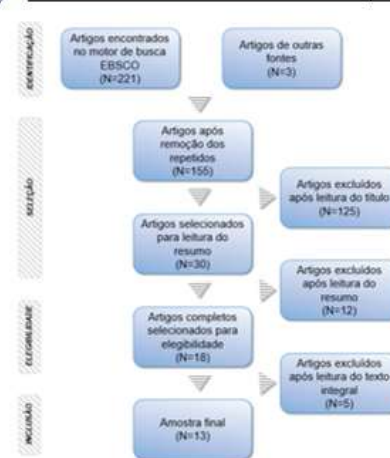 IDENTIFICAÇÃO
Artigos encontrados
no motor de busca
EBSCO
(N=221)
Artigos de outras
fontes
(N=3)
SELEÇÃO
Artigos após
remoção dos
repetidos
(N=155)
Artigos excluídos
após leitura do título
(N=125)
Artigos selecionados
para leitura do
resumo
(N=30)
Artigos excluídos
após leitura do
resumo
(N=12)
ELEGIBILIDADE
Artigos completos
selecionados para
elegibilidade
(N=18)
Artigos excluídos
após leitura do texto
integral
(N=5)
INCLUSÃO
Amostra final
(N=13)